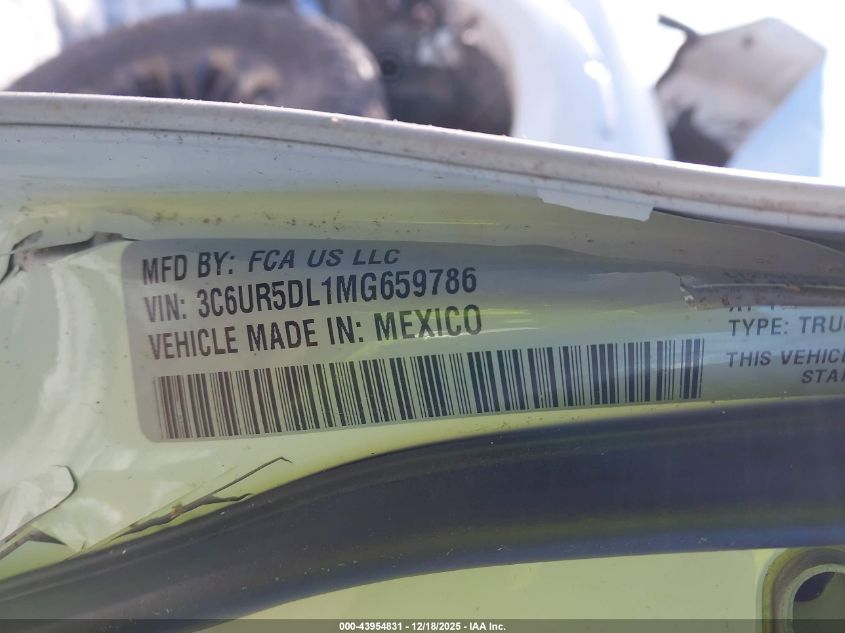 MFD BY: FCA US LLC
VIN: 3C6UR5DL1MG659786
VEHICLE MADE IN: MEXICO
TYPE: TRU
THIS VEHIC
STA
000-43954831 - 12/18/2025 - IAA Inc.